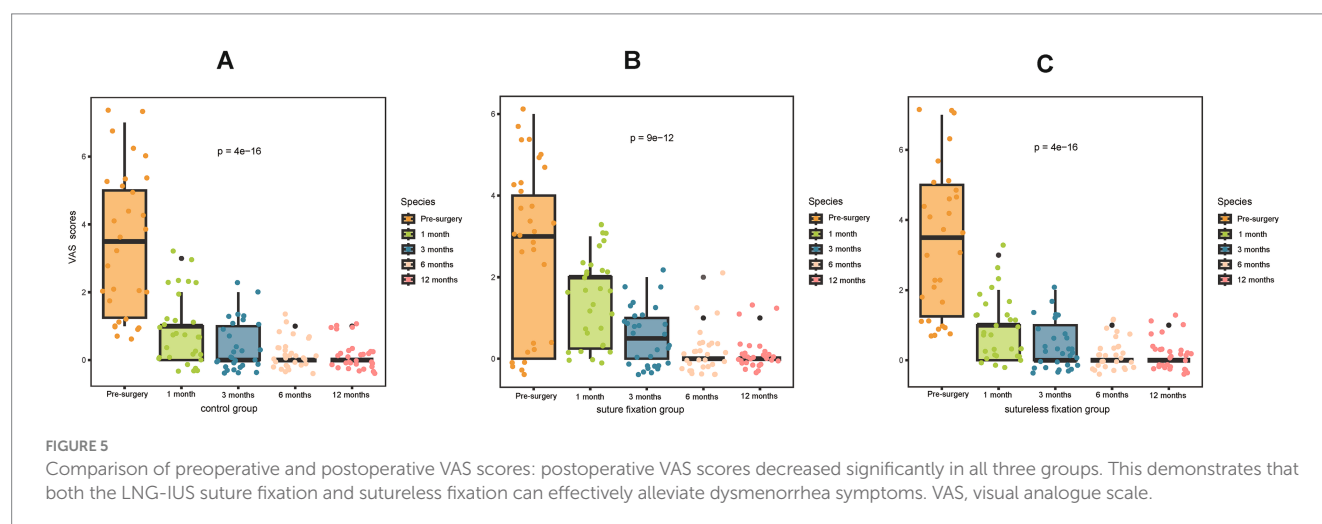 A
VAS scores
6
4
2
0
p = 4e−16
Pre-surgery
1 month
3 months
6 months
12 months
control group
Species
Pre-surgery
1 month
3 months
6 months
12 months
B
6
4
2
0
p = 9e−12
Pre-surgery
1 month
3 months
6 months
12 months
suture fixation group
Species
Pre-surgery
1 month
3 months
6 months
12 months
C
6
4
2
0
p = 4e−16
Pre-surgery
1 month
3 months
6 months
12 months
sutureless fixation group
Species
Pre-surgery
1 month
3 months
6 months
12 months
FIGURE 5
Comparison of preoperative and postoperative VAS scores: postoperative VAS scores decreased significantly in all three groups. This demonstrates that
both the LNG-IUS suture fixation and sutureless fixation can effectively alleviate dysmenorrhea symptoms. VAS, visual analogue scale.